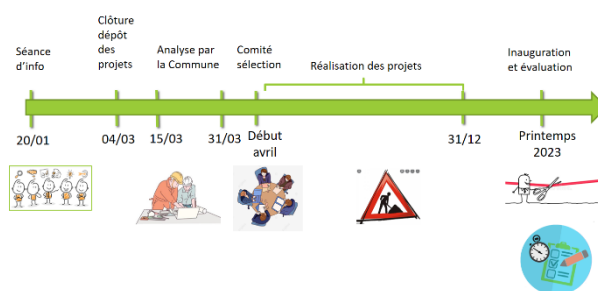 Séance
d'info
Clôture
dépôt
des
projets
Analyse par
la Commune
Comité
sélection
Réalisation des projets
Inauguration
et évaluation
20/01
04/03
15/03
31/03
Début
avril
31/12
Printemps
2023